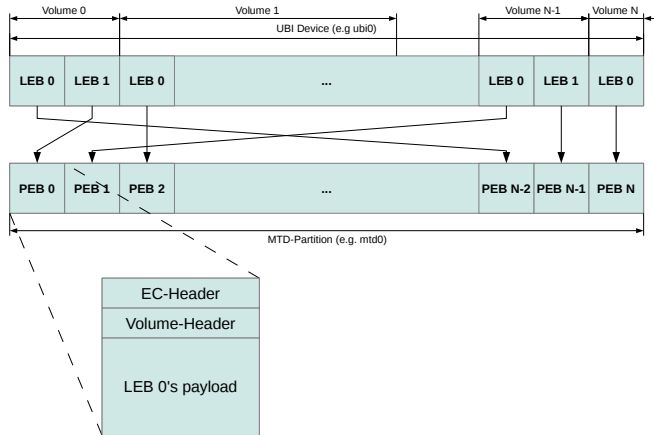 Volume 0 Volume 1 Volume N-1 Volume N
UBI Device (e.g ubi0)
LEB 0 LEB 1 LEB 0 ... LEB 0 LEB 1 LEB 0
PEB 0 PEB 1 PEB 2 ... PEB N-2 PEB N-1 PEB N
MTD-Partition (e.g. mtd0)
EC-Header
Volume-Header
LEB 0's payload